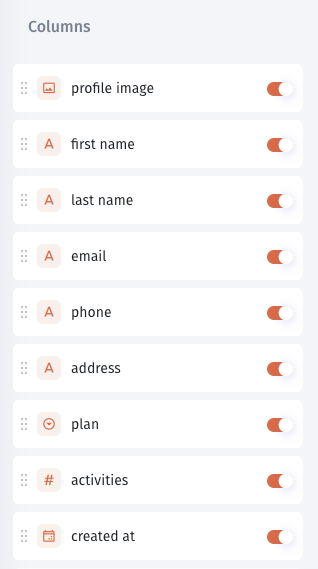 Columns
profile image
A first name
A last name
A email
A phone
A address
plan
# activities
created at